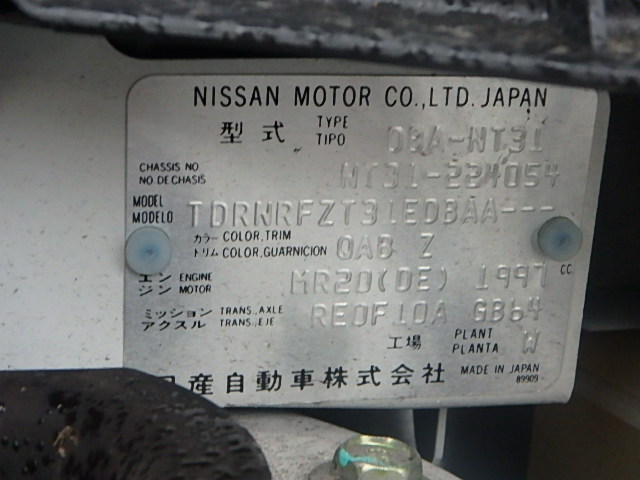 NISSAN MOTOR CO.,LTD. JAPAN
型式 TYPE TIPO DBA-NT31
CHASSIS NO
NO DE CHASIS NT31-224054
MODEL
MODELO TDRNRFZT31EDBAA---
カラー COLOR,TRIM
トリム COLOR,GUARNICION QAB Z
エンジン ENGINE MOTOR MR20(DE) 1997 CC
ミッション TRANS.,AXLE
アクスル TRANS.,EJE RE0F10A GB64
工場 PLANT PLANTA W
日産自動車株式会社 MADE IN JAPAN
89909